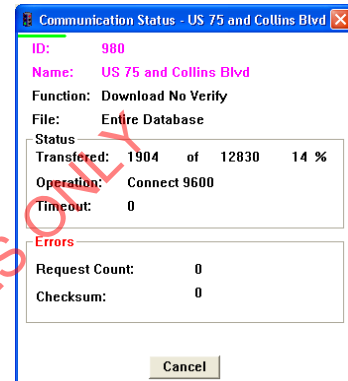 Communication Status - US 75 and Collins Blvd
ID: 980
Name: US 75 and Collins Blvd
Function: Download No Verify
File: Entire Database
Status
Transfered: 1904 of 12830 14 %
Operation: Connect 9600
Timeout: 0
Errors
Request Count: 0
Checksum: 0
Cancel
ONLY